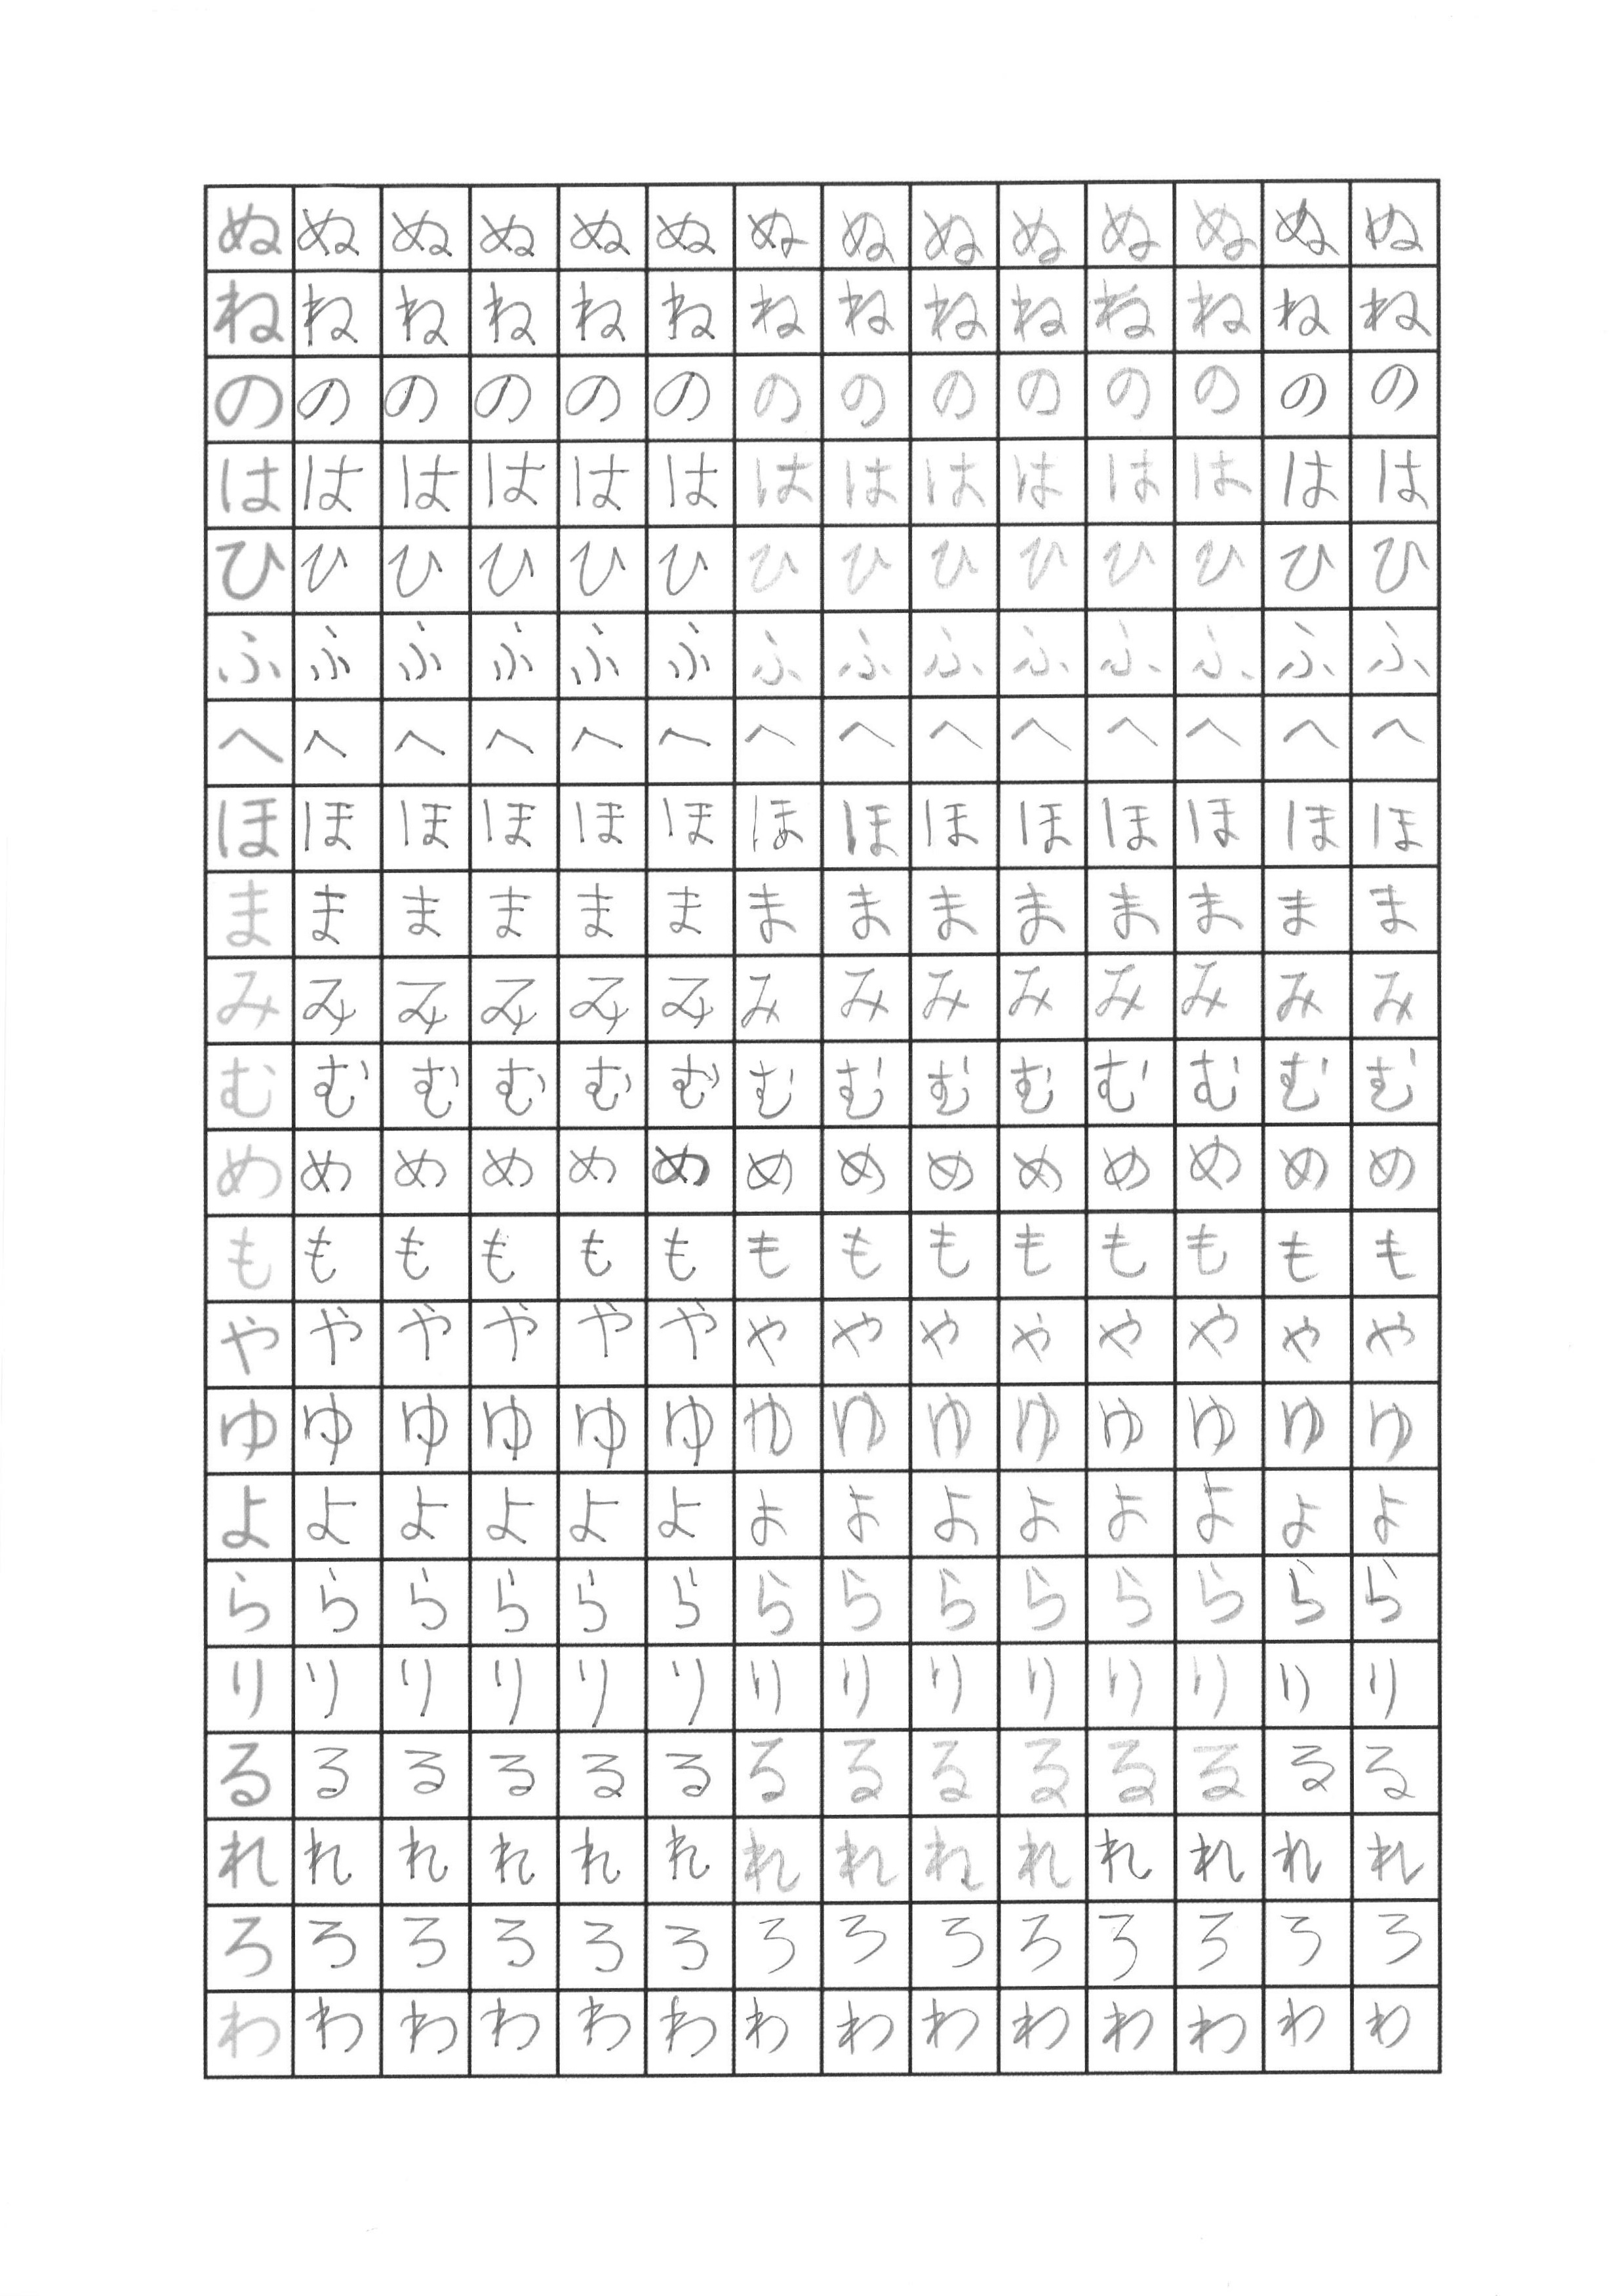 ぬぬぬぬぬぬぬぬぬぬぬぬぬぬ
ねねねねねねねねねねねねねね
のののののののののののののの
はははははははははははははは
ひひひひひひひひひひひひひひ
ふふふふふふふふふふふふふふ
へへへへへへへへへへへへへへ
ほほほほほほほほほほほほほほ
まままままままままままままま
みみみみみみみみみみみみみみ
むむむむむむむむむむむむむむ
めめめめめめめめめめめめめめ
もももももももももももももも
やややややややややややややや
ゆゆゆゆゆゆゆゆゆゆゆゆゆゆ
よよよよよよよよよよよよよよ
らららららららららららららら
りりりりりりりりりりりりりり
るるるるるるるるるるるるるる
れれれれれれれれれれれれれれ
ろろろろろろろろろろろろろろ
わわわわわわわわわわわわわわ